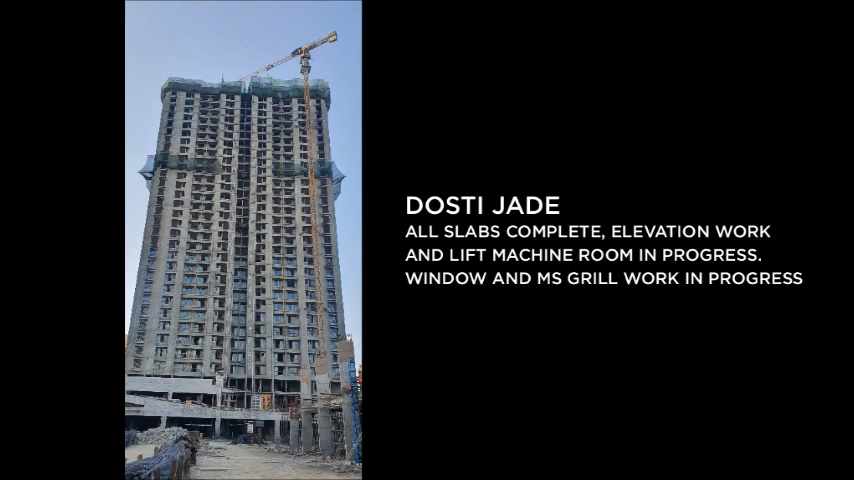 DOSTI JADE
ALL SLABS COMPLETE, ELEVATION WORK
AND LIFT MACHINE ROOM IN PROGRESS.
WINDOW AND MS GRILL WORK IN PROGRESS